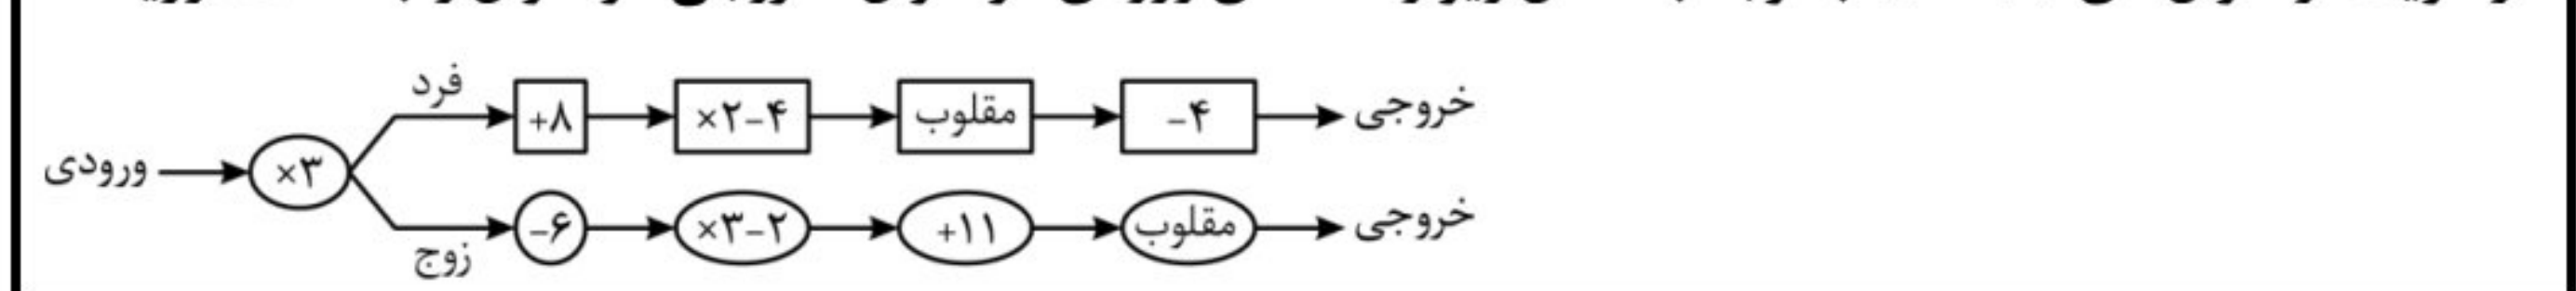 فرد +۸ ×۲-۴ مقلوب -۴ خروجی
ورودی ×۳
زوج -۶ ×۳-۲ +۱۱ مقلوب خروجی